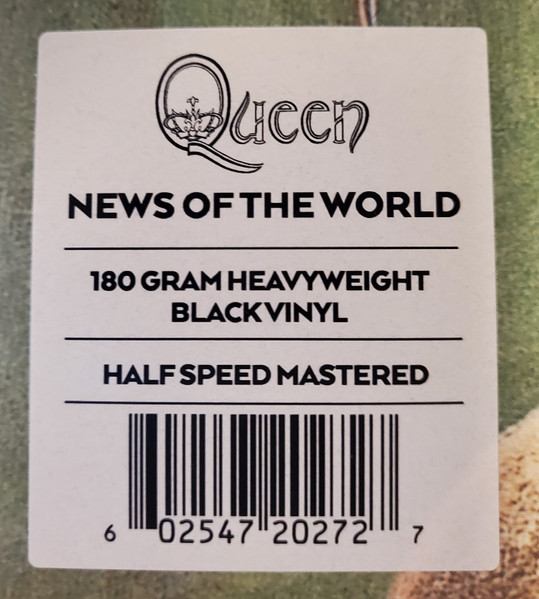 Queen
NEWS OF THE WORLD
180 GRAM HEAVYWEIGHT
BLACK VINYL
HALF SPEED MASTERED
6 02547 20272 7